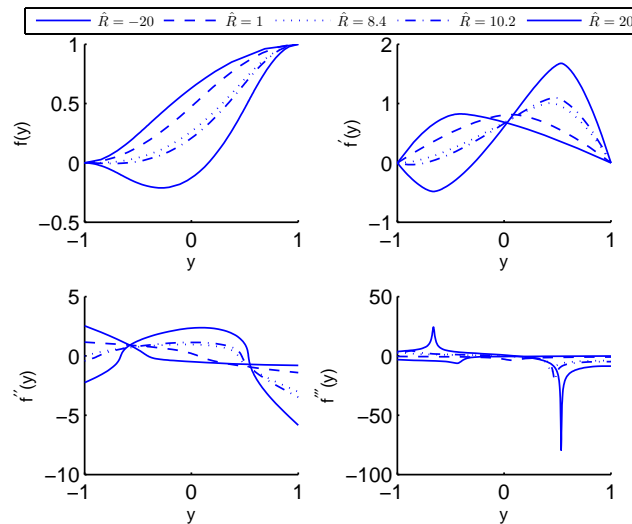 R̂ = −20 R̂ = 1 R̂ = 8.4 R̂ = 10.2 R̂ = 20
1
0.5
0
−0.5
−1 0 1
y
f(y)
2
1
0
−1
−1 0 1
y
f′(y)
5
0
−5
−10
−1 0 1
y
f′′(y)
50
0
−50
−100
−1 0 1
y
f′′′(y)